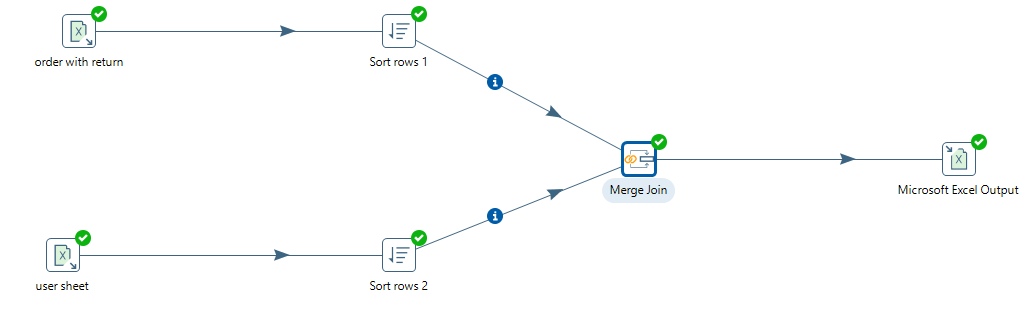 order with return
Sort rows 1
Merge Join
Microsoft Excel Output
user sheet
Sort rows 2